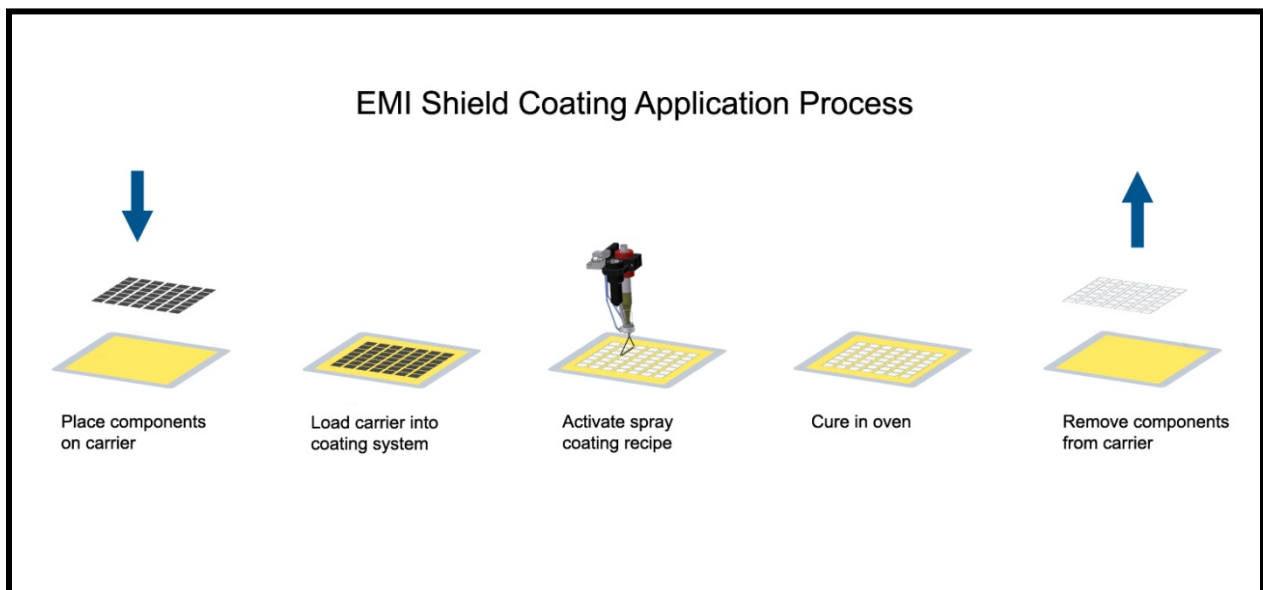 EMI Shield Coating Application Process
Place components
on carrier
Load carrier into
coating system
Activate spray
coating recipe
Cure in oven
Remove components
from carrier